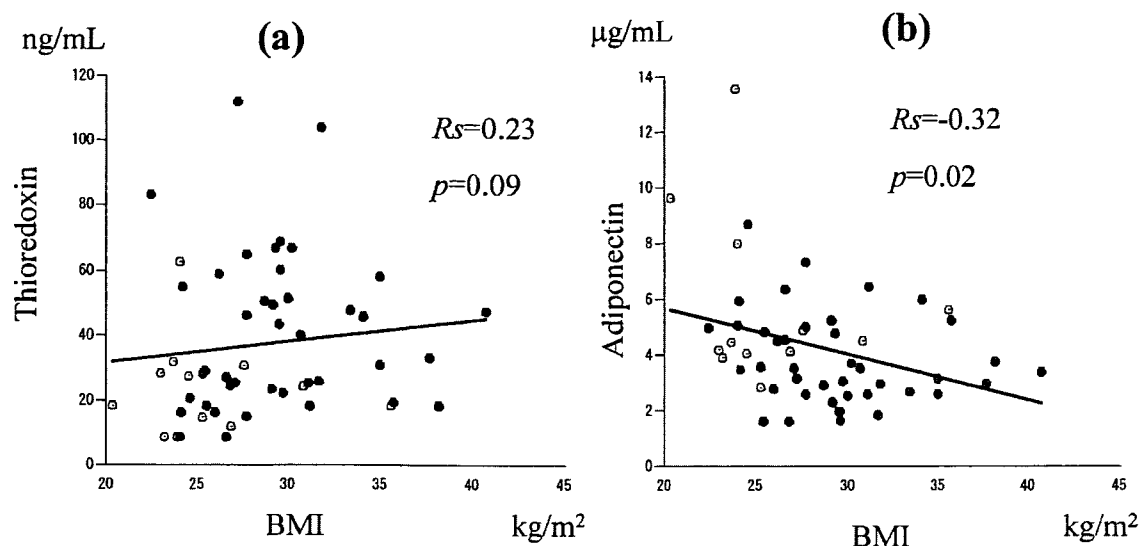 ng/mL
(a)
120
100
80
60
40
20
0
Thioredoxin
Rs=0.23
p=0.09
20 25 30 35 40 45
BMI
kg/m²
μg/mL
(b)
14
12
10
8
6
4
2
0
Adiponectin
Rs=-0.32
p=0.02
20 25 30 35 40 45
BMI
kg/m²